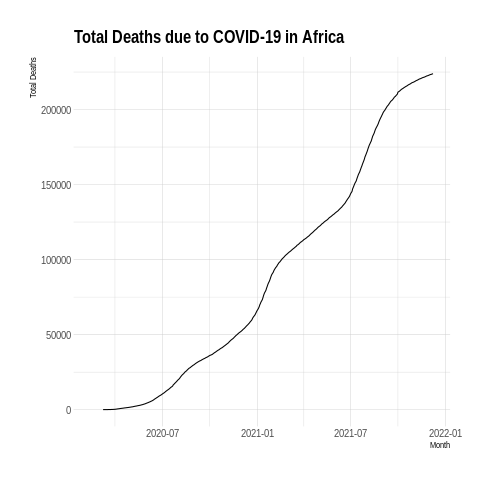 Total Deaths due to COVID-19 in Africa
Total Deaths
200000
150000
100000
50000
0
2020-07 2021-01 2021-07 2022-01
Month